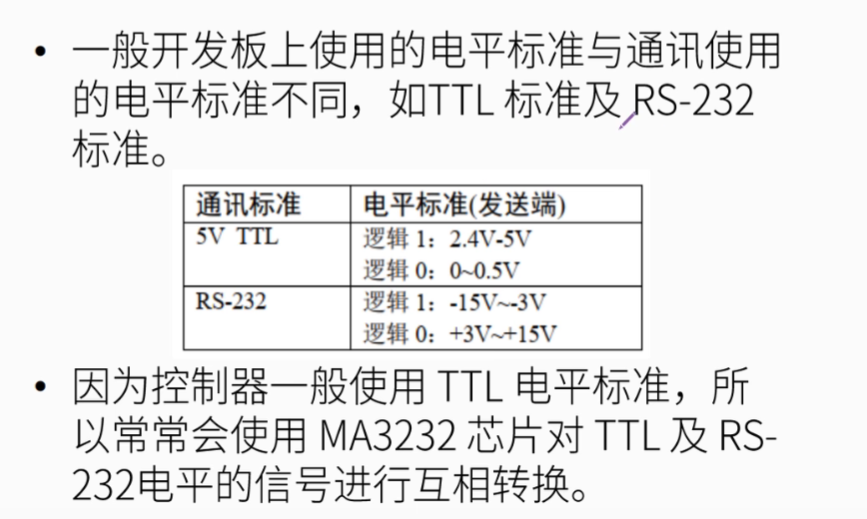 • 一般开发板上使用的电平标准与通讯使用
的电平标准不同，如TTL 标准及 RS-232
标准。
通讯标准 电平标准(发送端)
5V TTL 逻辑 1：2.4V-5V
逻辑 0：0~0.5V
RS-232 逻辑 1：-15V~-3V
逻辑 0：+3V~+15V
• 因为控制器一般使用 TTL 电平标准，所
以常常会使用 MA3232 芯片对 TTL 及 RS-
232电平的信号进行互相转换。